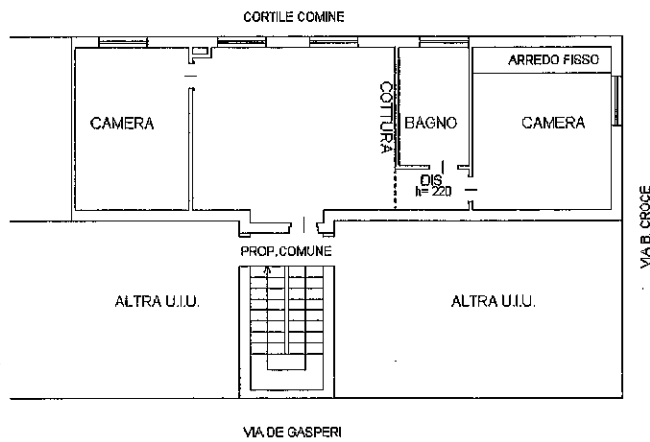 CORTILE COMINE
ARREDO FISSO
CAMERA
COTTURA
BAGNO
CAMERA
DIS
h= 220
VIA B. CROCE
PROP.COMUNE
ALTRA U.I.U.
ALTRA U.I.U.
VIA DE GASPERI